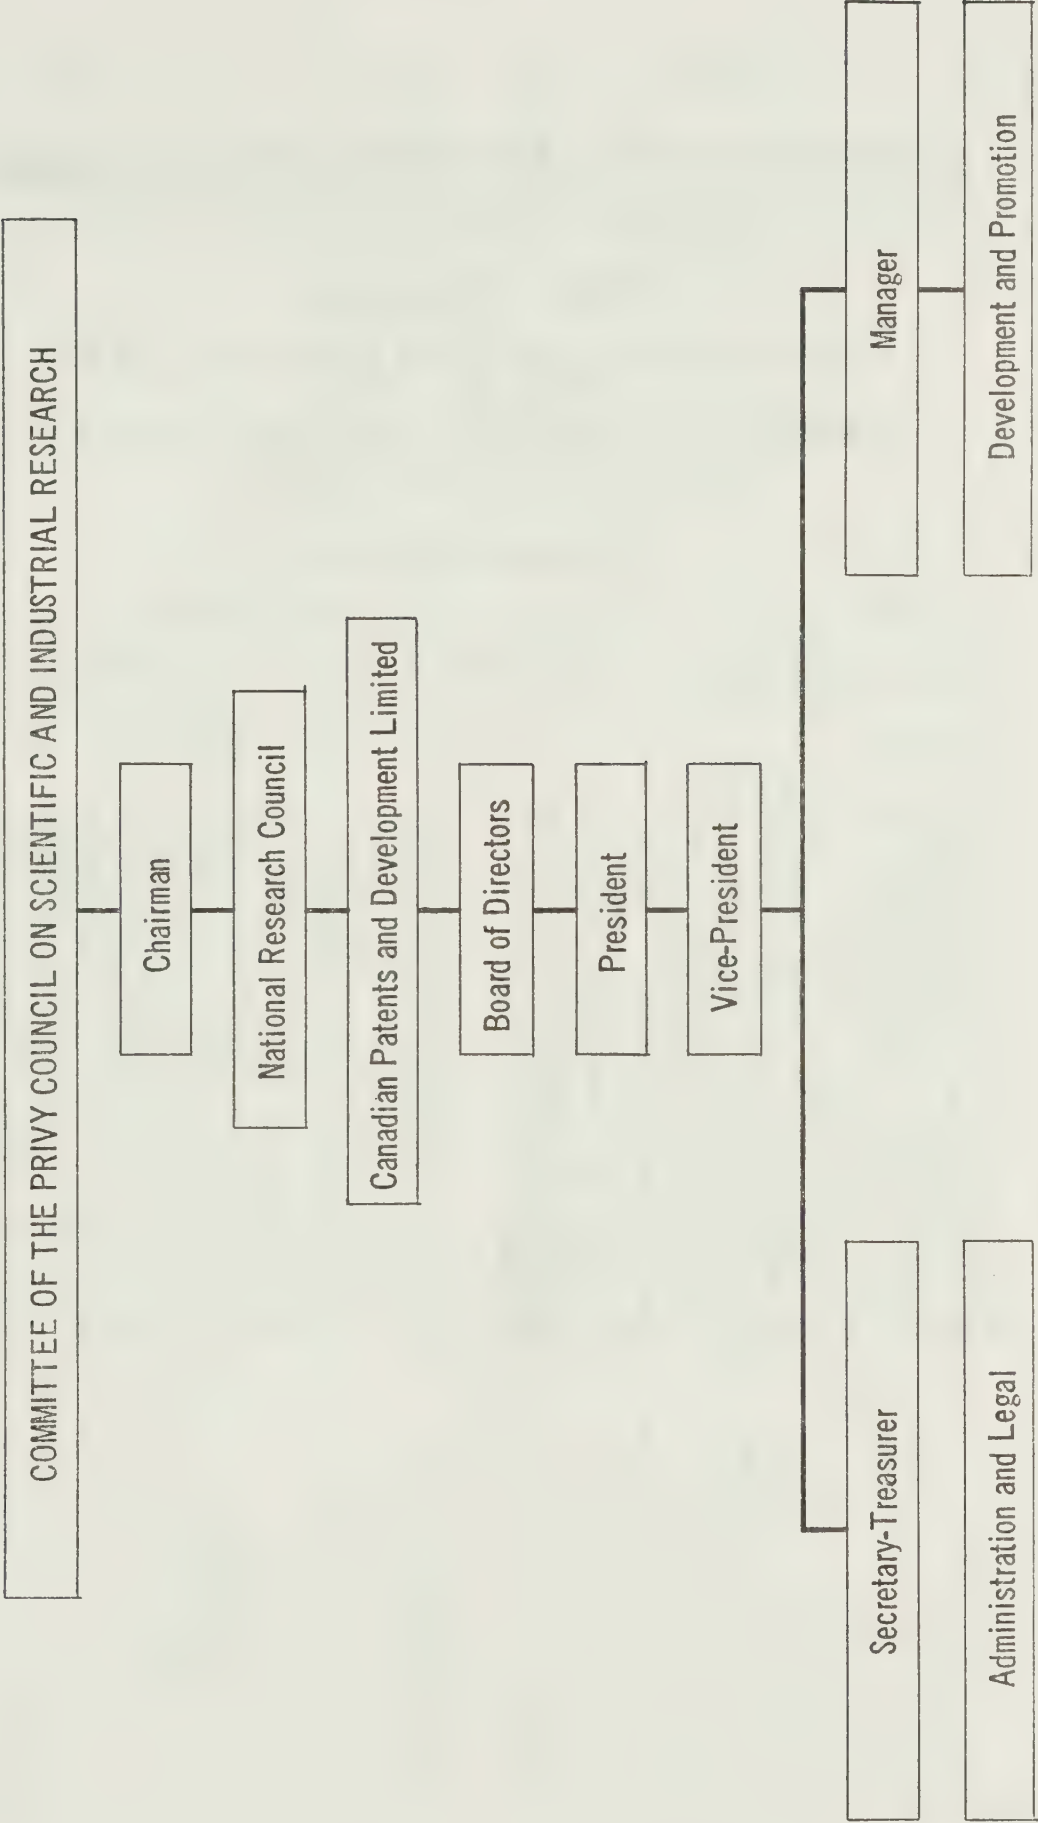 COMMITTEE OF THE PRIVY COUNCIL ON SCIENTIFIC AND INDUSTRIAL RESEARCH
Chairman
National Research Council
Canadian Patents and Development Limited
Board of Directors
President
Vice-President
Secretary-Treasurer
Manager
Administration and Legal
Development and Promotion